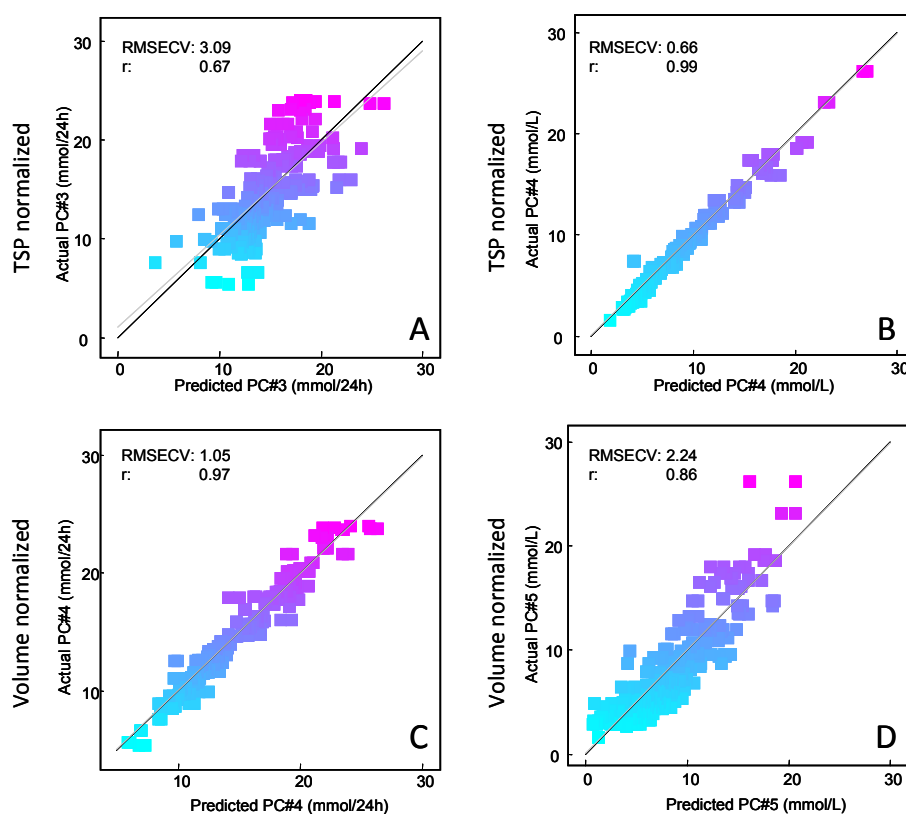 TSP normalized
Actual PC#3 (mmol/24h)
30
20
10
0
RMSECV: 3.09
r: 0.67
A
0 10 20 30
Predicted PC#3 (mmol/24h)
TSP normalized
Actual PC#4 (mmol/L)
30
20
10
0
RMSECV: 0.66
r: 0.99
B
0 10 20 30
Predicted PC#4 (mmol/L)
Volume normalized
Actual PC#4 (mmol/24h)
30
20
10
RMSECV: 1.05
r: 0.97
C
10 20 30
Predicted PC#4 (mmol/24h)
Volume normalized
Actual PC#5 (mmol/L)
30
20
10
0
RMSECV: 2.24
r: 0.86
D
0 10 20 30
Predicted PC#5 (mmol/L)